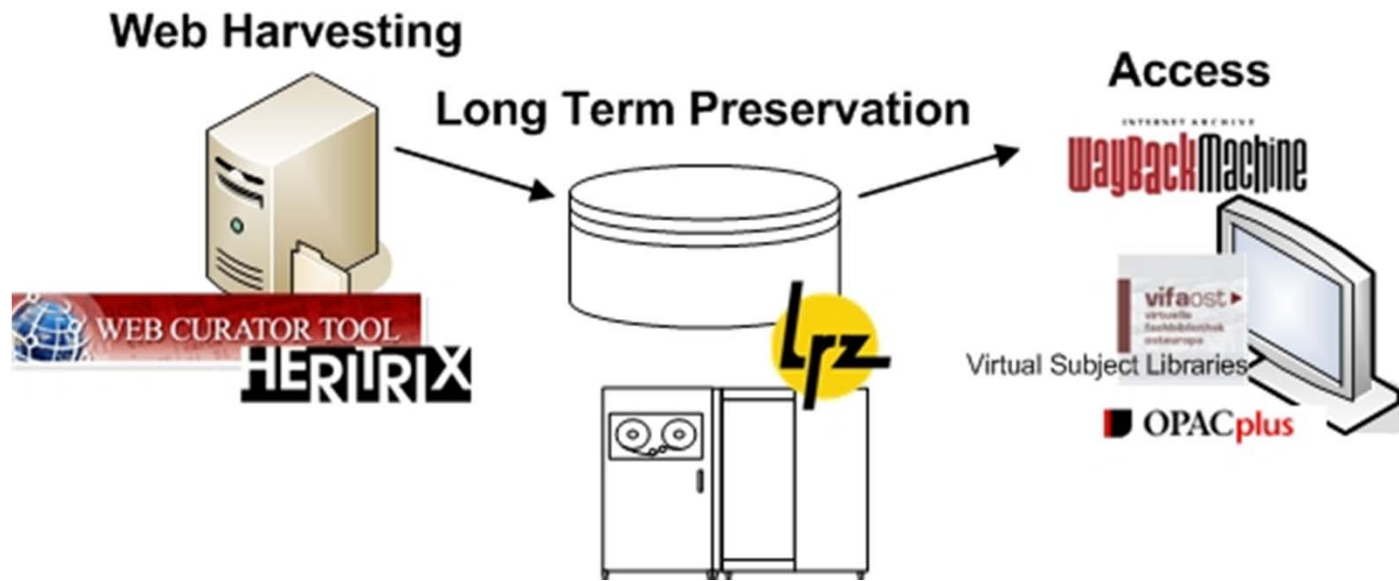 Web Harvesting
Long Term Preservation
Access
INTERNET ARCHIVE
WayBackMachine
WEB CURATOR TOOL
HERITRIX
lrz
vifaost
virtuelle
fachbibliothek
osteuropa
Virtual Subject Libraries
OPACplus